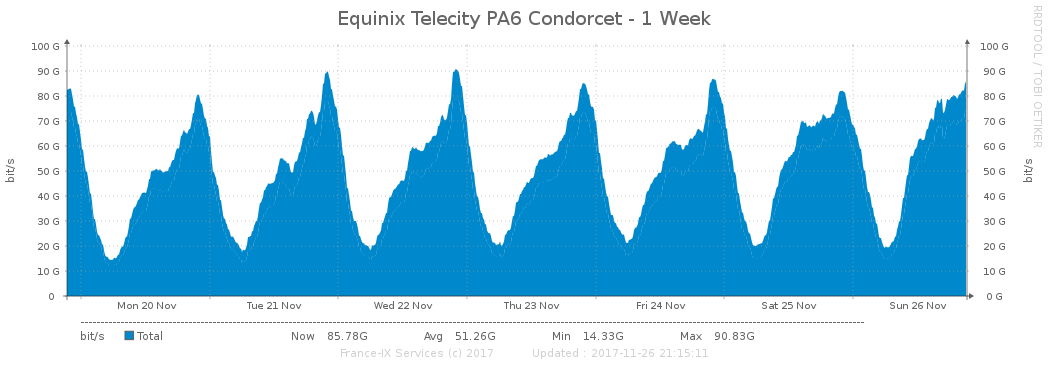 Equinix Telecity PA6 Condorcet - 1 Week
RRDTOOL / TOBI OETIKER
bit/s
100 G 100 G
90 G 90 G
80 G 80 G
70 G 70 G
60 G 60 G
50 G 50 G
40 G 40 G
30 G 30 G
20 G 20 G
10 G 10 G
0 0 G
bit/s
Mon 20 Nov Tue 21 Nov Wed 22 Nov Thu 23 Nov Fri 24 Nov Sat 25 Nov Sun 26 Nov
bit/s Total Now 85.78G Avg 51.26G Min 14.33G Max 90.83G
France-IX Services (c) 2017 Updated : 2017-11-26 21:15:11